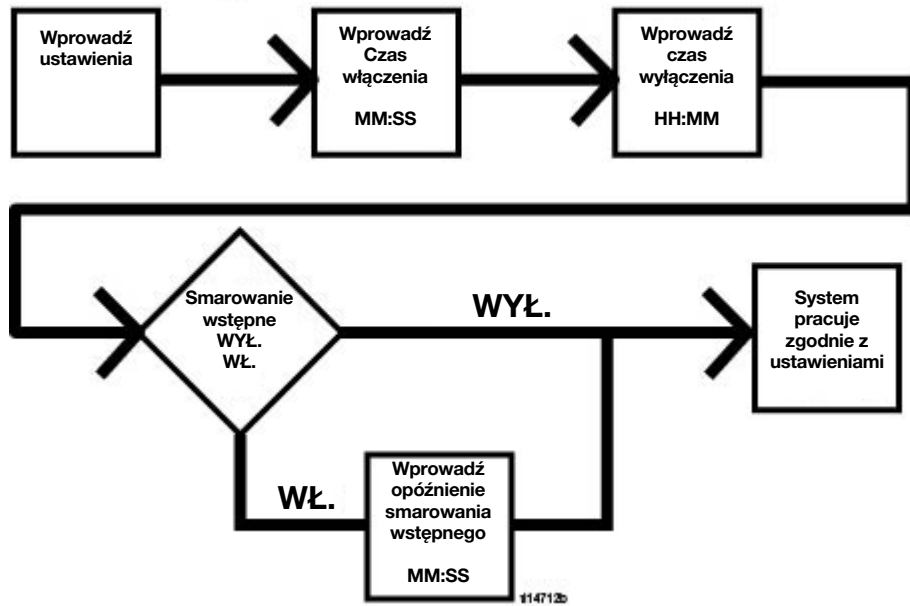 Wprowadź
ustawienia
Wprowadź
Czas
włączenia
MM:SS
Wprowadź
czas
wyłączenia
HH:MM
Smarowanie
wstępne
WYŁ.
WŁ.
WYŁ.
System
pracuje
zgodnie z
ustawieniami
WŁ.
Wprowadź
opóźnienie
smarowania
wstępnego
MM:SS
ti14712b